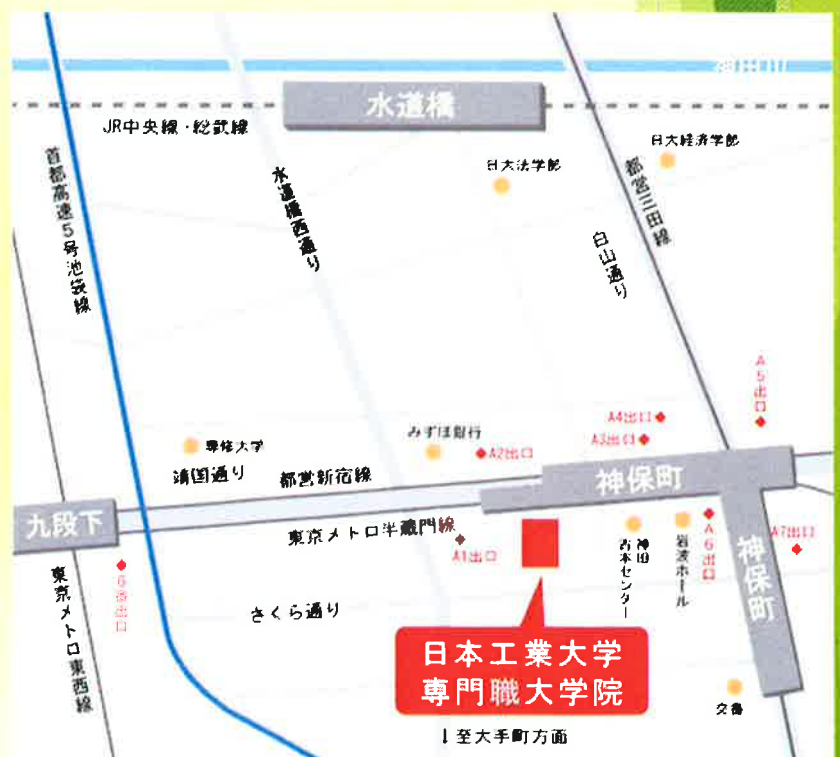 神田川
水道橋
JR中央線・総武線
日大経済学部
日大法学部
首都高速5号池袋線
水道橋西通り
都営三田線
白山通り
A5出口
A4出口
A3出口
みずほ銀行
A2出口
専修大学
靖国通り
都営新宿線
神保町
九段下
東京メトロ半蔵門線
A1出口
神田
古本センター
岩波ホール
A6出口
神保町
A7出口
6番出口
東京メトロ東西線
さくら通り
日本工業大学
専門職大学院
交番
↓至大手町方面